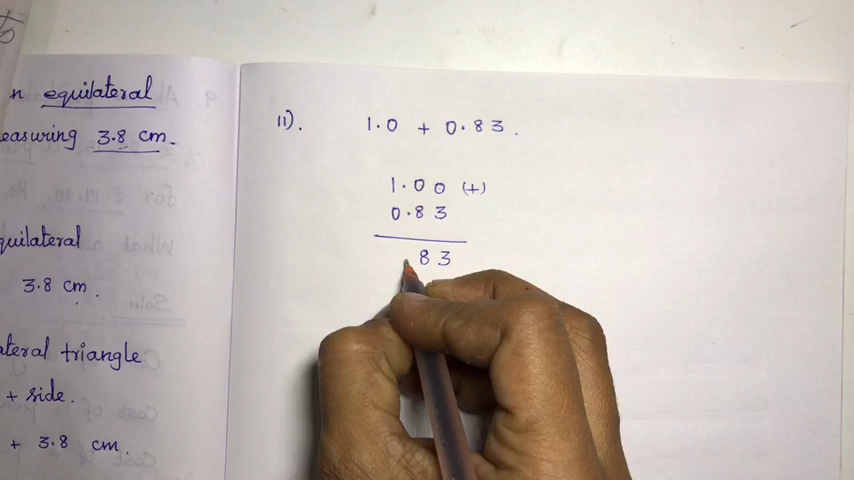 n equilateral
easuring 3.8 cm.
quilateral
3.8 cm.
ateral triangle
+ side.
+ 3.8 cm.
11). 1.0 + 0.83.
1.00 (+)
0.83
.83